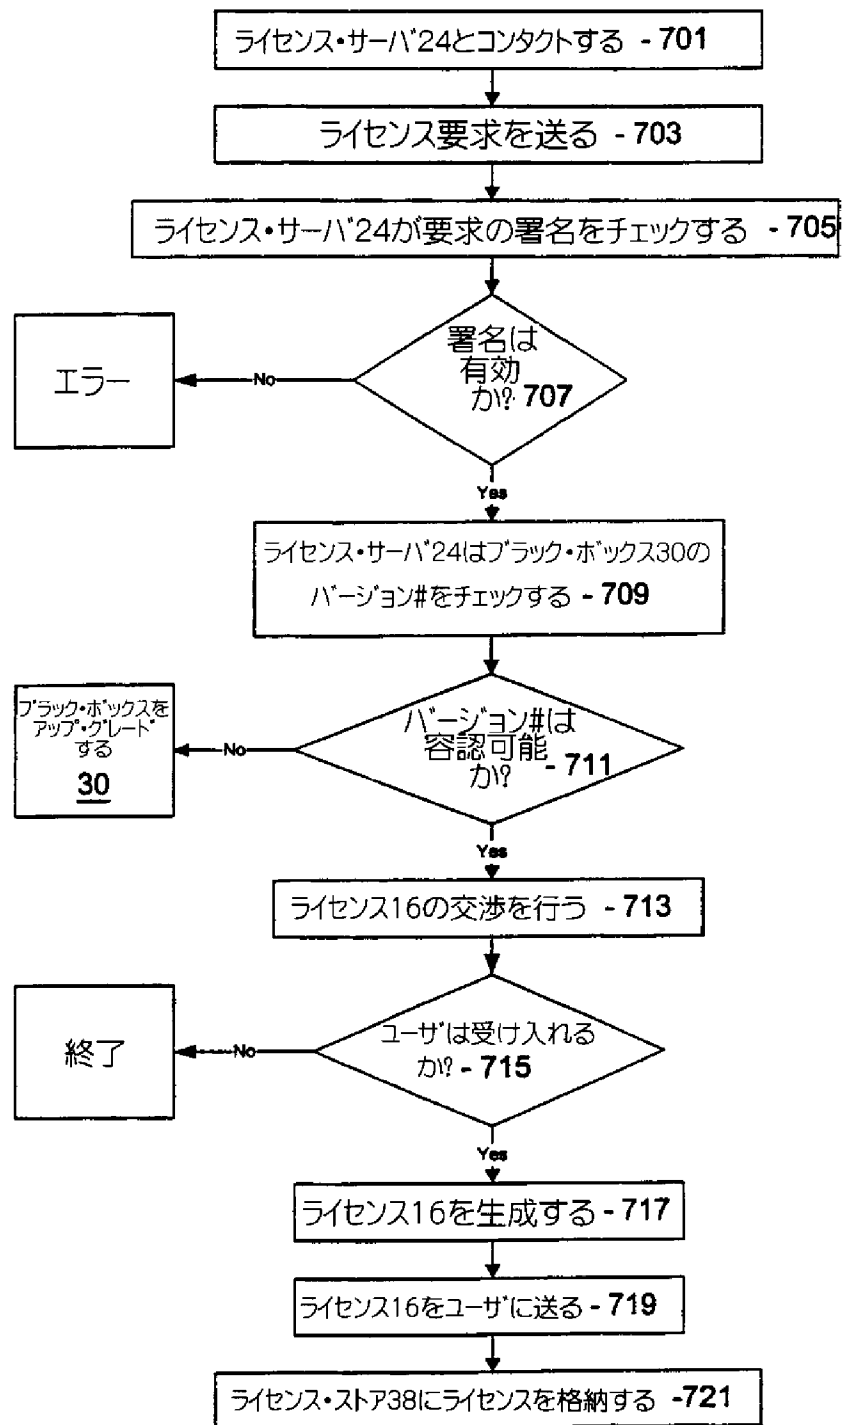 ライセンス・サーバ24とコンタクトする - 701
ライセンス要求を送る - 703
ライセンス・サーバ24が要求の署名をチェックする - 705
署名は
有効
か? 707
No
エラー
Yes
ライセンス・サーバ24はブラック・ボックス30の
バージョン#をチェックする - 709
バージョン#は
容認可能
か? - 711
No
ブラック・ボックスを
アップ・グレード
する
30
Yes
ライセンス16の交渉を行う - 713
ユーザは受け入れる
か? - 715
No
終了
Yes
ライセンス16を生成する - 717
ライセンス16をユーザに送る - 719
ライセンス・ストア38にライセンスを格納する -721